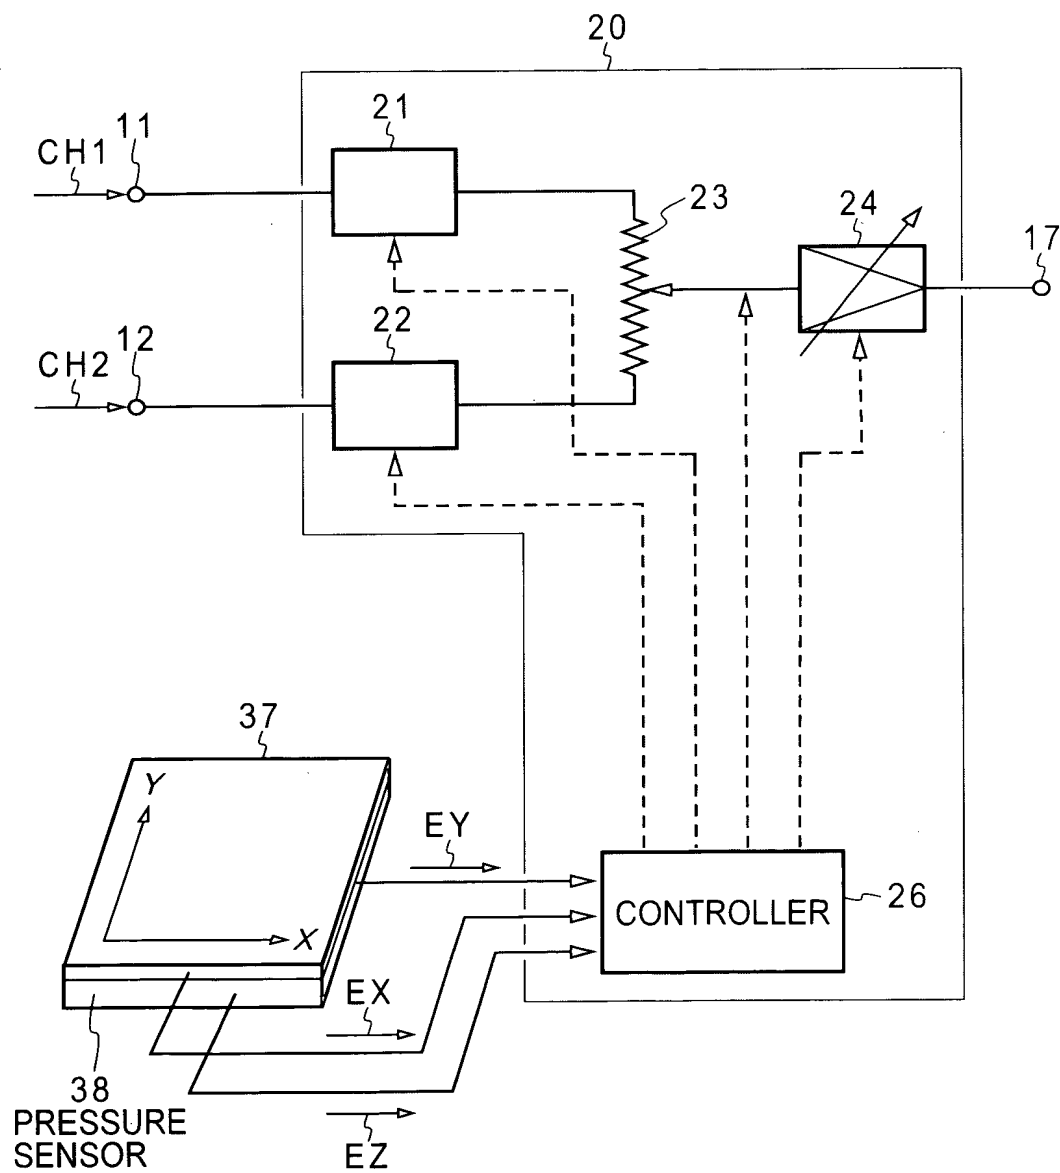 20
21
11
CH1
23
24
17
12
22
CH2
37
Y
EY
CONTROLLER
26
X
EX
38
PRESSURE
SENSOR
EZ